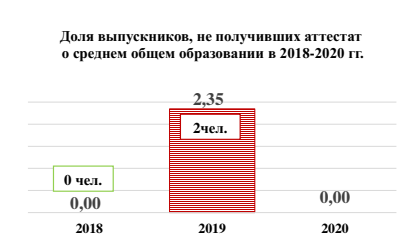 Доля выпускников, не получивших аттестат
о среднем общем образовании в 2018-2020 гг.
2,35
2чел.
0 чел.
0,00
0,00
2018
2019
2020